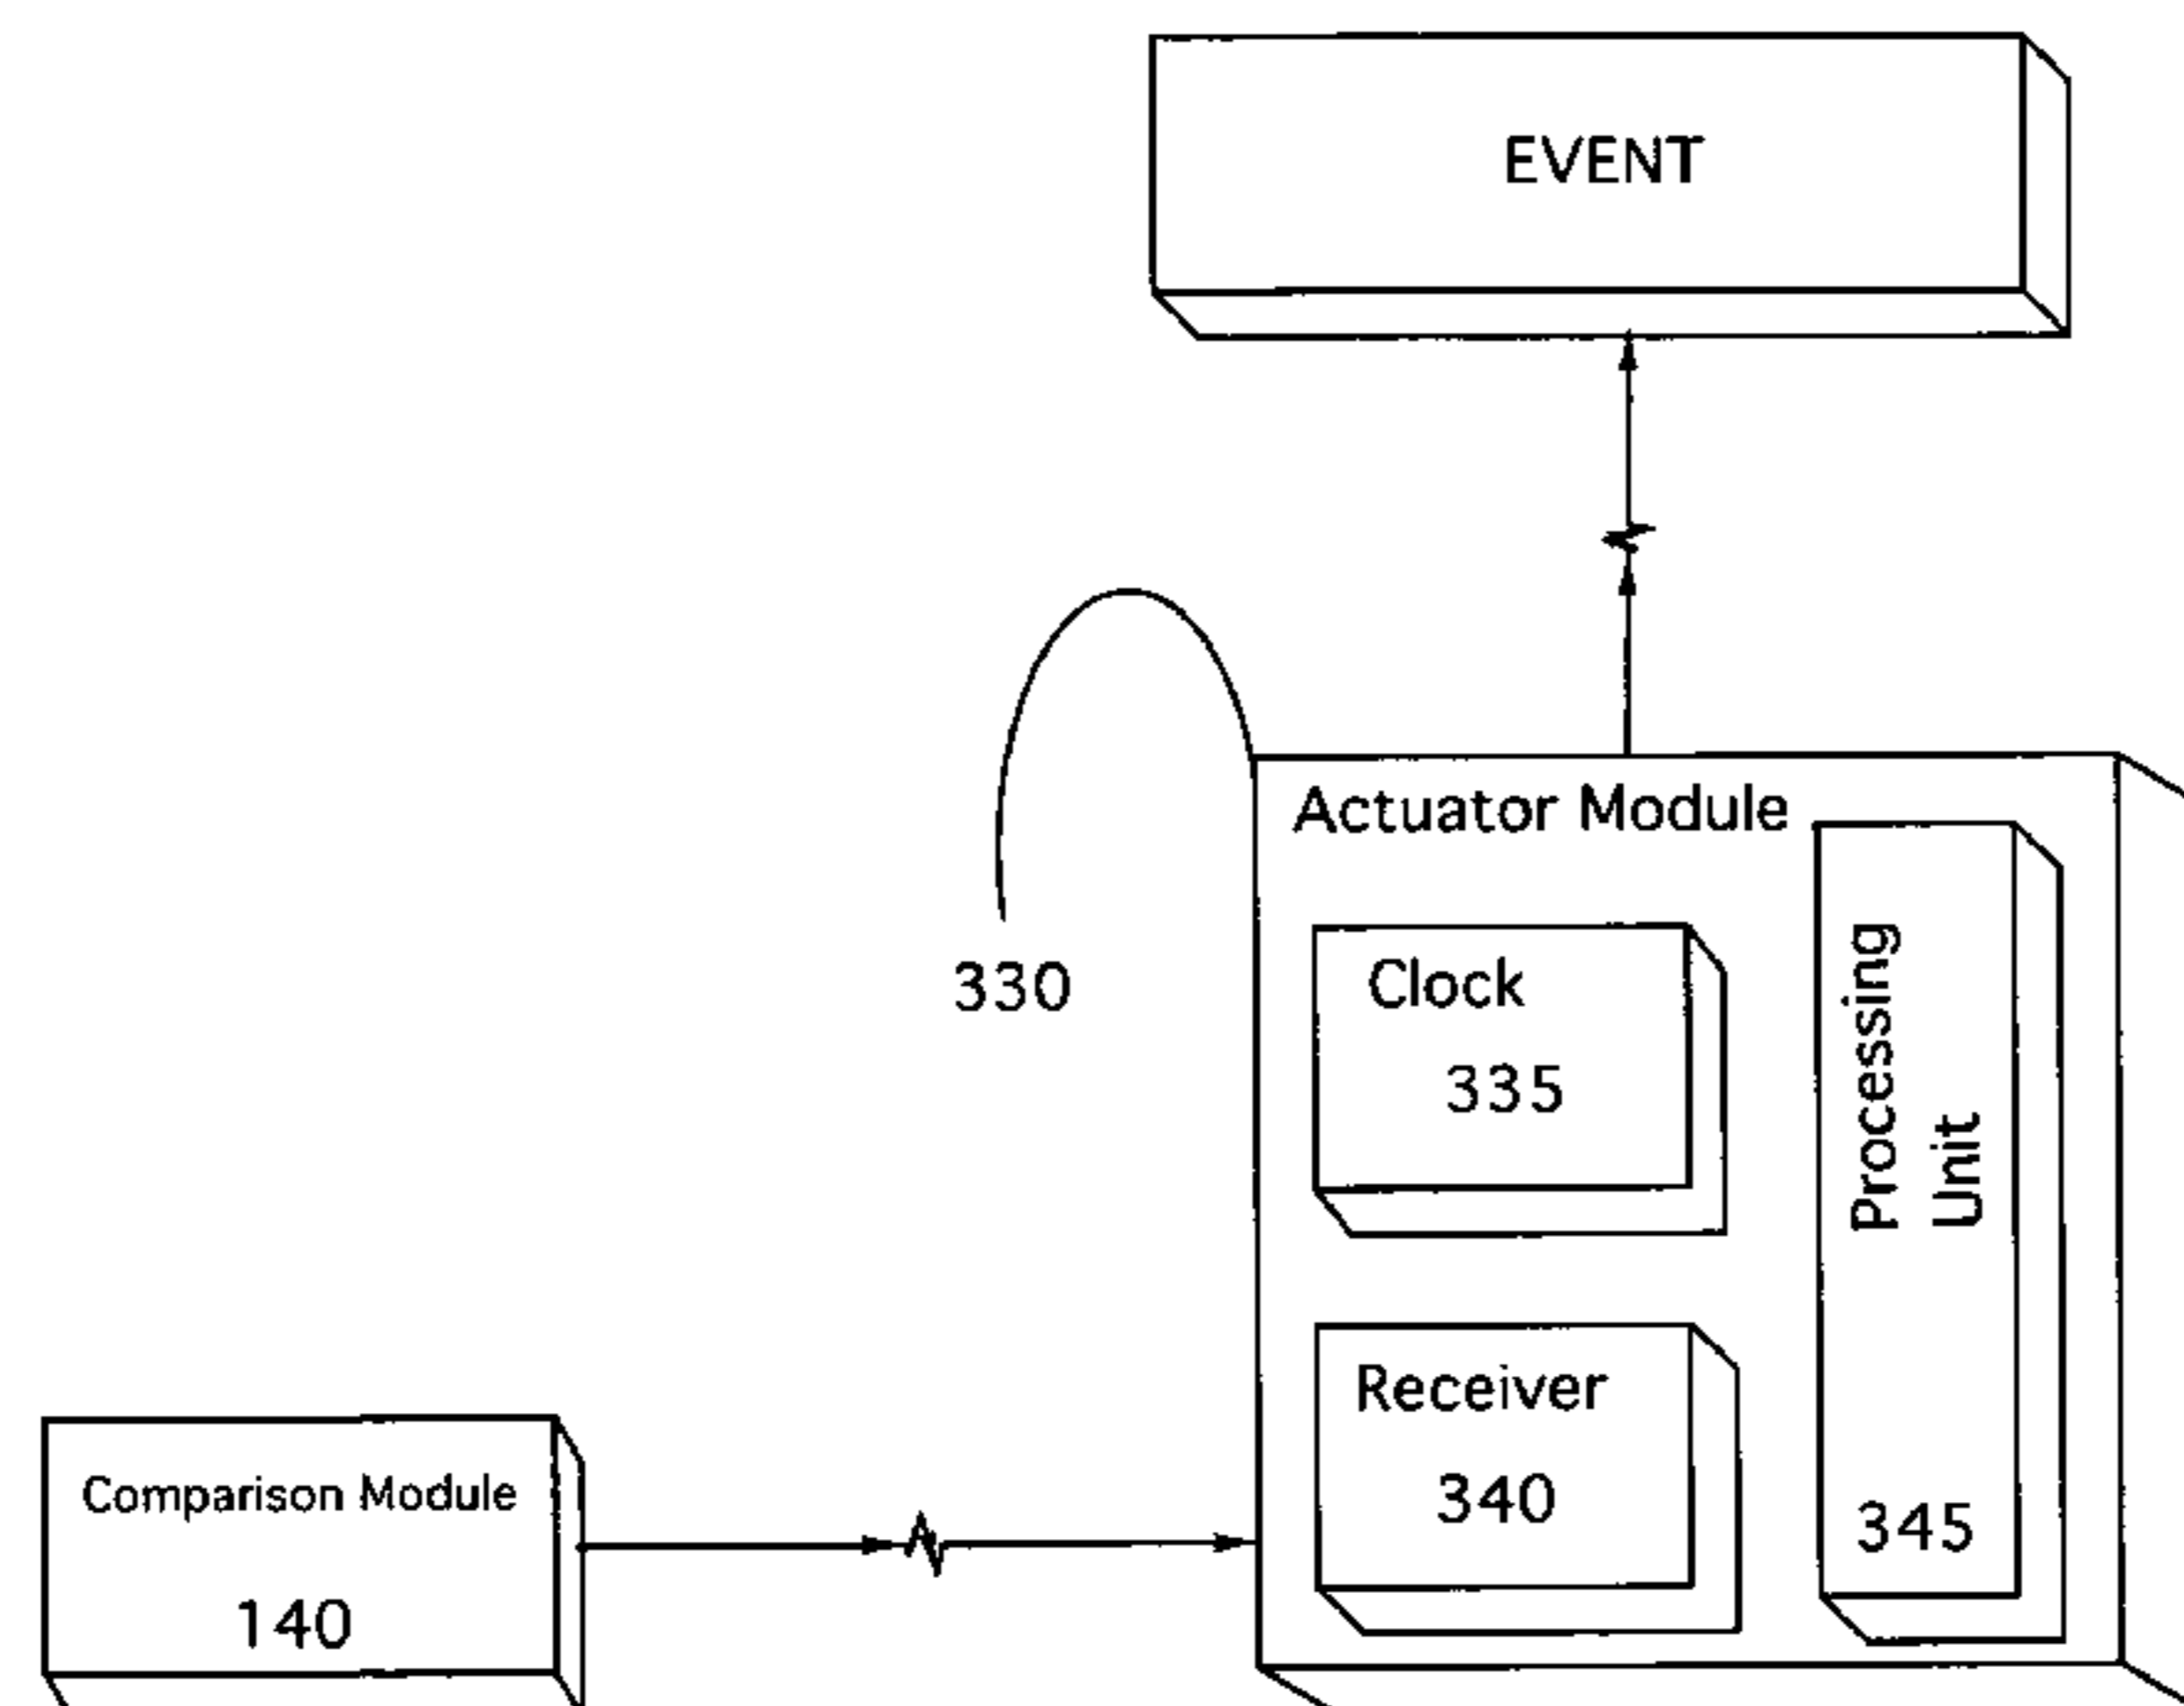 EVENT
Actuator Module
330
Clock
335
Processing
Unit
345
Receiver
340
Comparison Module
140